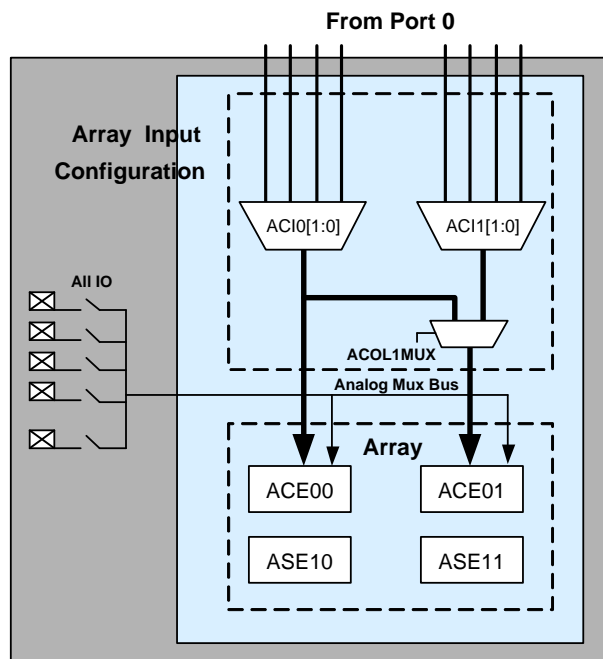 From Port 0
Array Input
Configuration
ACI0[1:0]
ACI1[1:0]
All IO
ACOL1MUX
Analog Mux Bus
Array
ACE00
ACE01
ASE10
ASE11